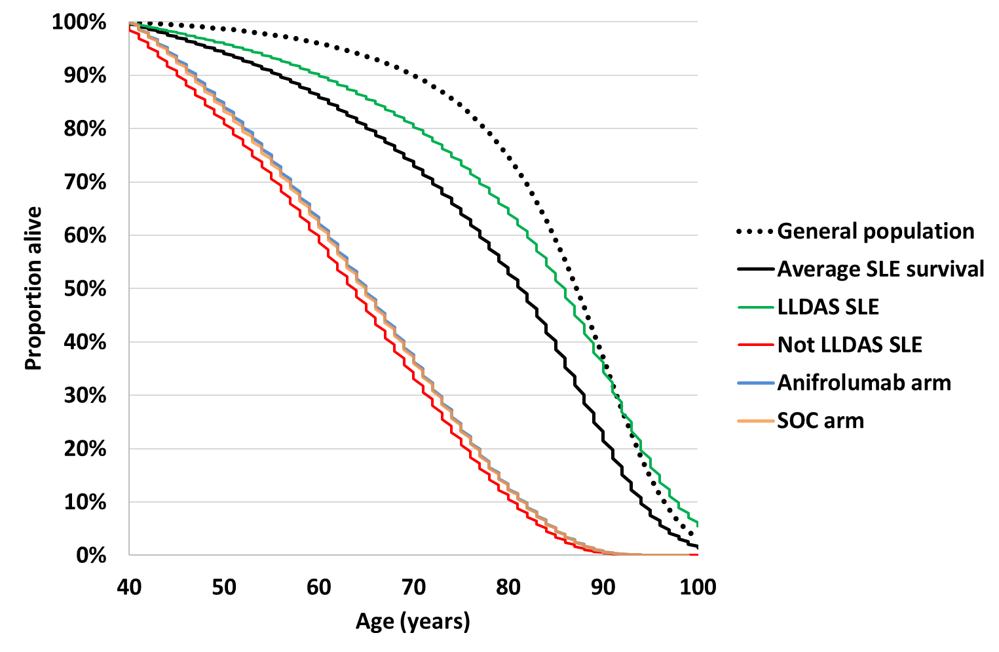 100%
90%
80%
70%
60%
50%
40%
30%
20%
10%
0%
Proportion alive
40 50 60 70 80 90 100
Age (years)
General population
Average SLE survival
LLDAS SLE
Not LLDAS SLE
Anifrolumab arm
SOC arm